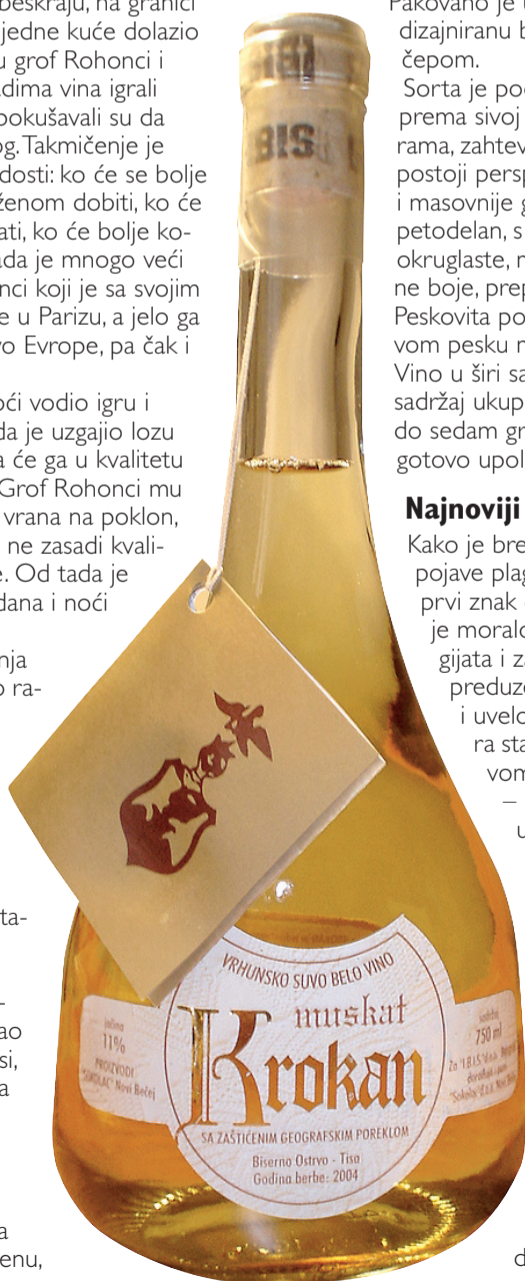 beskraju, na granici
jedne kuće dolazio
u grof Rohonci i
dima vina igrali
pokušavali su da
og. Takmičenje je
dosti: ko će se bolje
ženom dobiti, ko će
ati, ko će bolje ko-
ada je mnogo veći
nci koji je sa svojim
e u Parizu, a jelo ga
vo Evrope, pa čak i
oći vodio igru i
da je uzgajio lozu
a će ga u kvalitetu
Grof Rohonci mu
vrana na poklon,
ne zasadi kvali-
e. Od tada je
dana i noći
nja
o ra-
ta-
-
ao
si,
a
a
enu,
Pakovano je u
dizajniranu b
čepom.
Sorta je po
prema sivoj
rama, zahtev
postoji persp
i masovnije g
petodelan, s
okruglaste, r
ne boje, prep
Peskovita po
vom pesku r
Vino u širi sa
sadržaj ukup
do sedam gr
gotovo upol
Najnoviji
Kako je bre
pojave plag
prvi znak
je moralo
gijata i za
preduze
i uvelo
ra sta
vom
–
u
d
IBIS
VRHUNSKO SUVO BELO VINO
muskat
Krokan
SA ZAŠTIĆENIM GEOGRAFSKIM POREKLOM
Biserno Ostrvo - Tisa
Godina berbe: 2004
jačina
11%
PROIZVODI
"SOKOLAC" Novi Bečej
sadržaj
750 ml
Za "I.B.I.S." d.o.o.